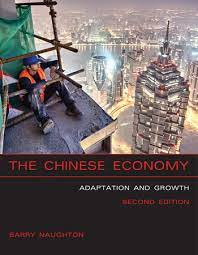 THE CHINESE ECONOMY
ADAPTATION AND GROWTH
SECOND EDITION
BARRY NAUGHTON